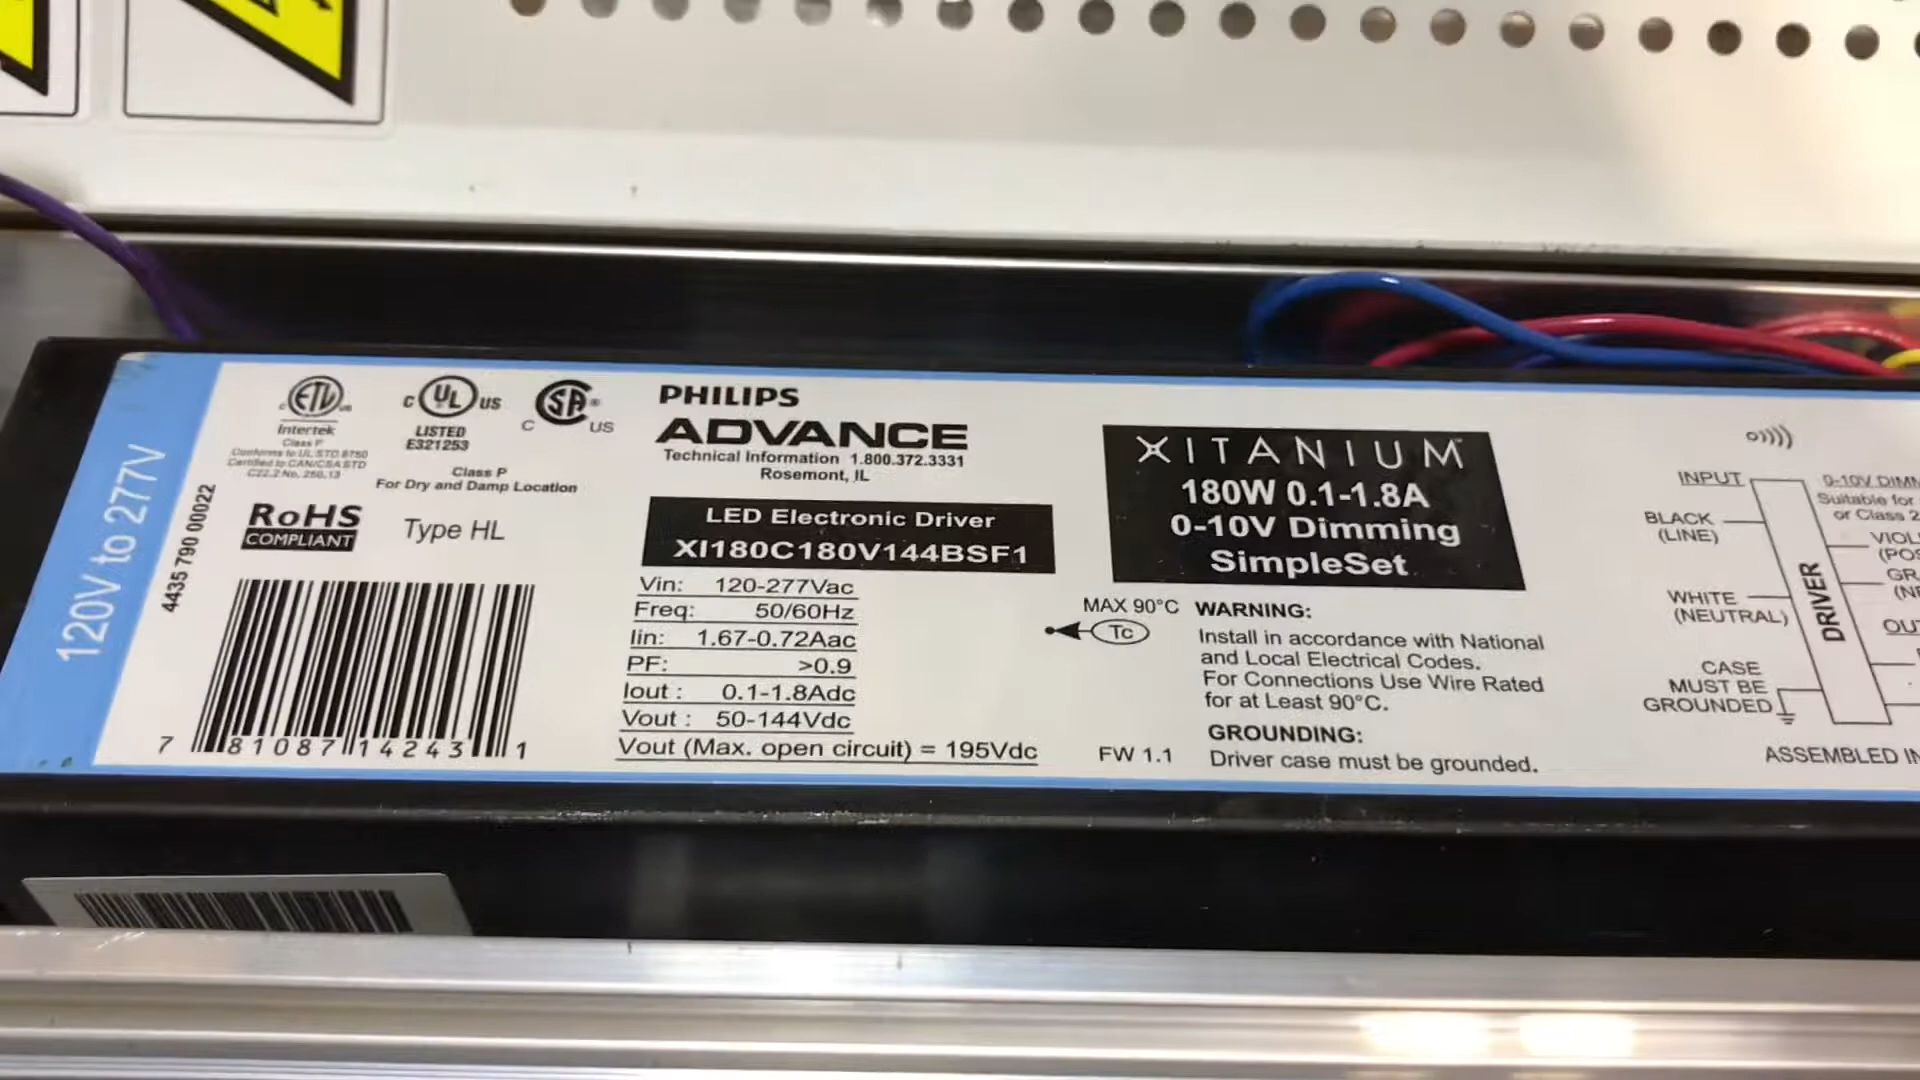 120V to 277V
4435 790 00022
ETL
c us
Intertek
Class P
Conforms to UL STD 8750
Certified to CAN/CSA STD
C22.2 No. 250.13
c UL us
LISTED
E321253
Class P
For Dry and Damp Location
C SA US
RoHS
COMPLIANT
Type HL
7 81087 14243 1
PHILIPS
ADVANCE
Technical Information 1.800.372.3331
Rosemont, IL
LED Electronic Driver
XI180C180V144BSF1
Vin: 120-277Vac
Freq: 50/60Hz
Iin: 1.67-0.72Aac
PF: >0.9
Iout : 0.1-1.8Adc
Vout : 50-144Vdc
Vout (Max. open circuit) = 195Vdc
XITANIUM
180W 0.1-1.8A
0-10V Dimming
SimpleSet
MAX 90°C
Tc
FW 1.1
WARNING:
Install in accordance with National
and Local Electrical Codes.
For Connections Use Wire Rated
for at Least 90°C.
GROUNDING:
Driver case must be grounded.
INPUT
BLACK
(LINE)
WHITE
(NEUTRAL)
CASE
MUST BE
GROUNDED
DRIVER
0-10V DIMM
Suitable for
or Class 2
VIOL
(POS
GR
(NE
OUT
ASSEMBLED IN